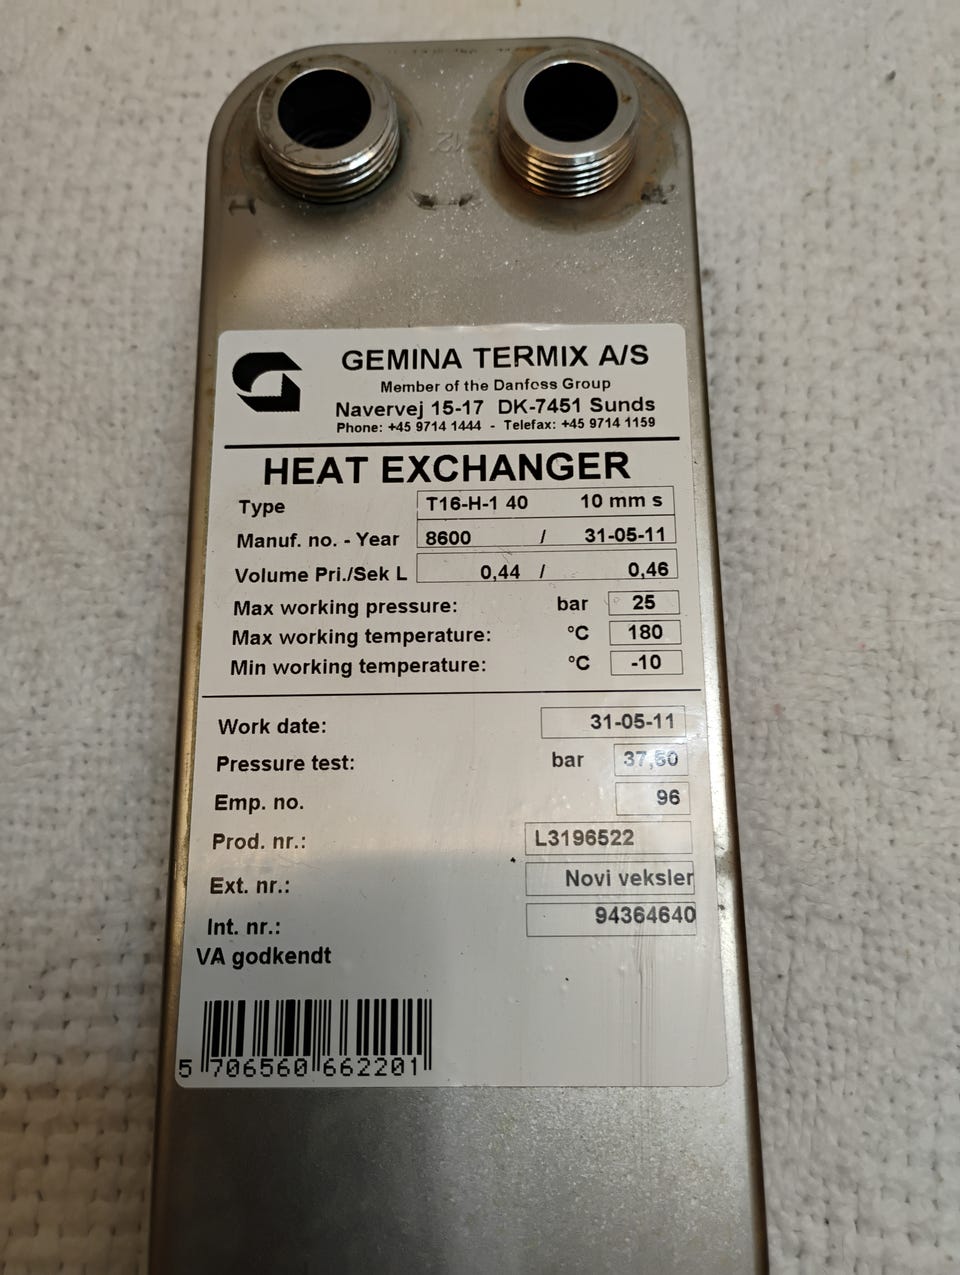 GEMINA TERMIX A/S
Member of the Danfoss Group
Navervej 15-17 DK-7451 Sunds
Phone: +45 9714 1444 - Telefax: +45 9714 1159
HEAT EXCHANGER
Type T16-H-1 40 10 mm s
Manuf. no. - Year 8600 / 31-05-11
Volume Pri./Sek L 0,44 / 0,46
Max working pressure: bar 25
Max working temperature: °C 180
Min working temperature: °C -10
Work date: 31-05-11
Pressure test: bar 37,50
Emp. no. 96
Prod. nr.: L3196522
Ext. nr.: Novi veksler
Int. nr.: 94364640
VA godkendt
5 706560 662201